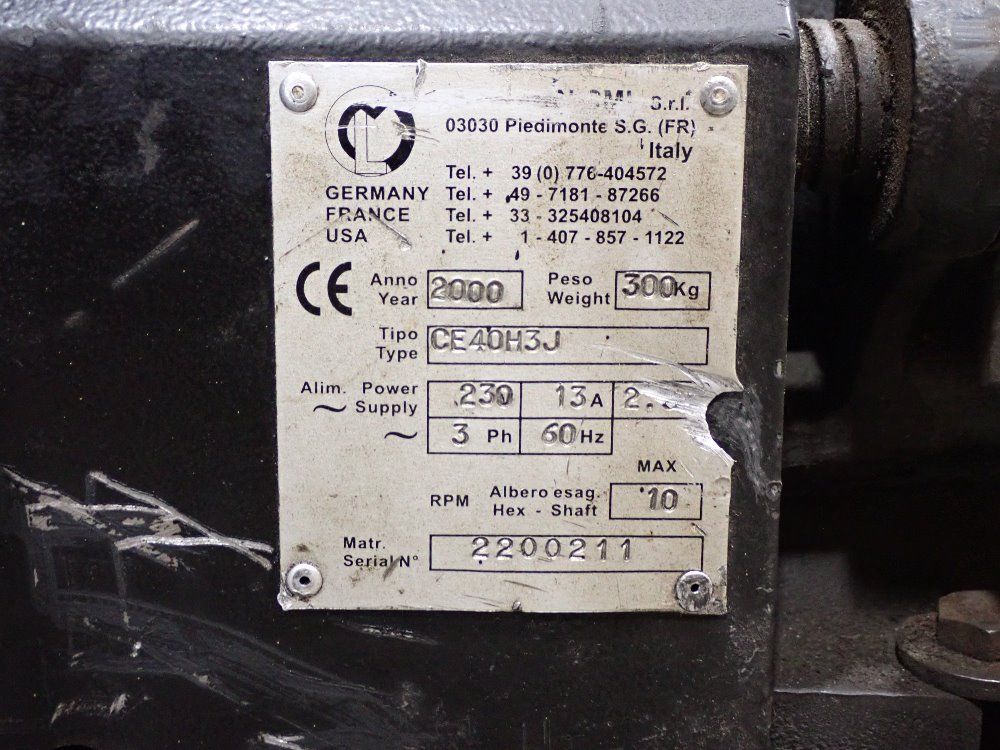 S.r.l.
03030 Piedimonte S.G. (FR)
Italy
Tel. + 39 (0) 776-404572
GERMANY Tel. + 49 - 7181 - 87266
FRANCE Tel. + 33 - 325408104
USA Tel. + 1 - 407 - 857 - 1122
CE Anno Year 2000 Peso Weight 300 Kg
Tipo Type CE40H3J
Alim. Power Supply ~ 230 13 A
~ 3 Ph 60 Hz
MAX
RPM Albero esag. Hex - Shaft 10
Matr. Serial N° 2200211